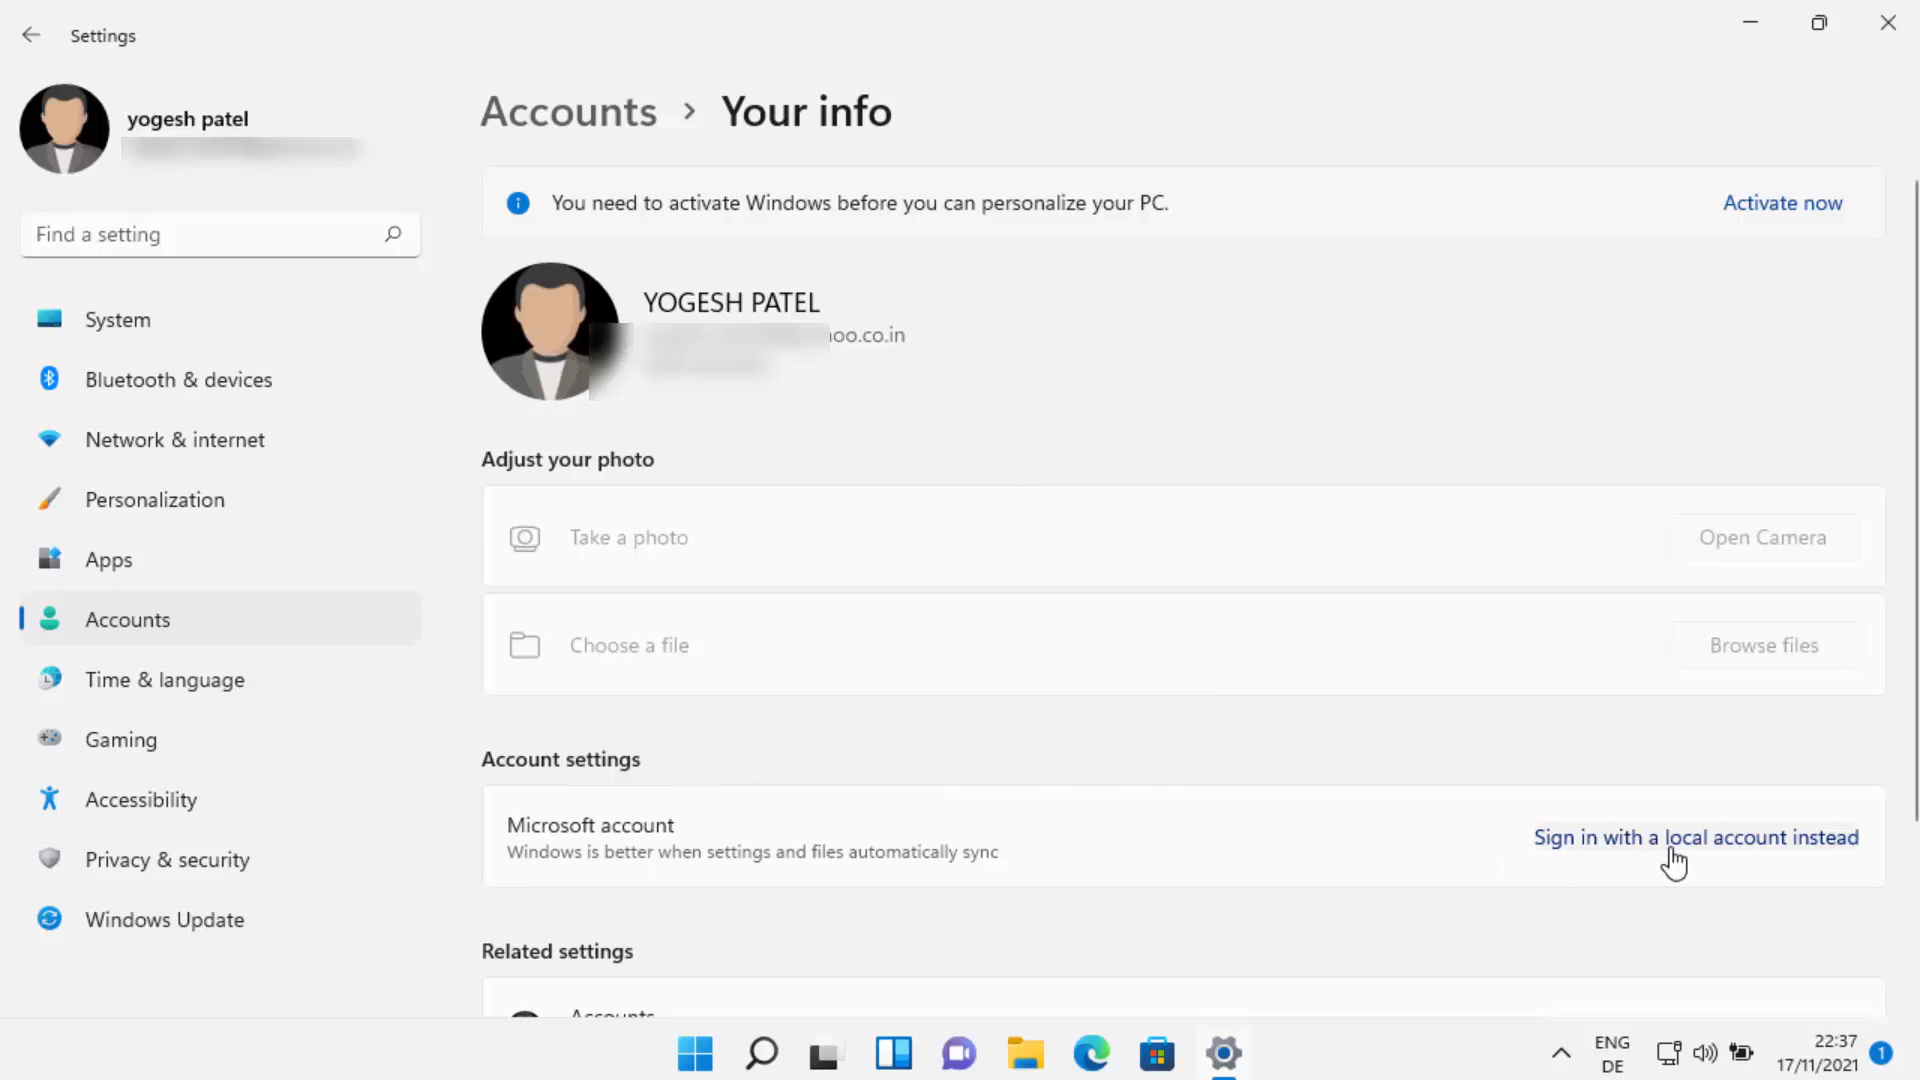 Settings
yogesh patel
Find a setting
System
Bluetooth & devices
Network & internet
Personalization
Apps
Accounts
Time & language
Gaming
Accessibility
Privacy & security
Windows Update
Accounts > Your info
You need to activate Windows before you can personalize your PC.
Activate now
YOGESH PATEL
oo.co.in
Adjust your photo
Take a photo
Open Camera
Choose a file
Browse files
Account settings
Microsoft account
Windows is better when settings and files automatically sync
Sign in with a local account instead
Related settings
Accounts
ENG
DE
22:37
17/11/2021
1